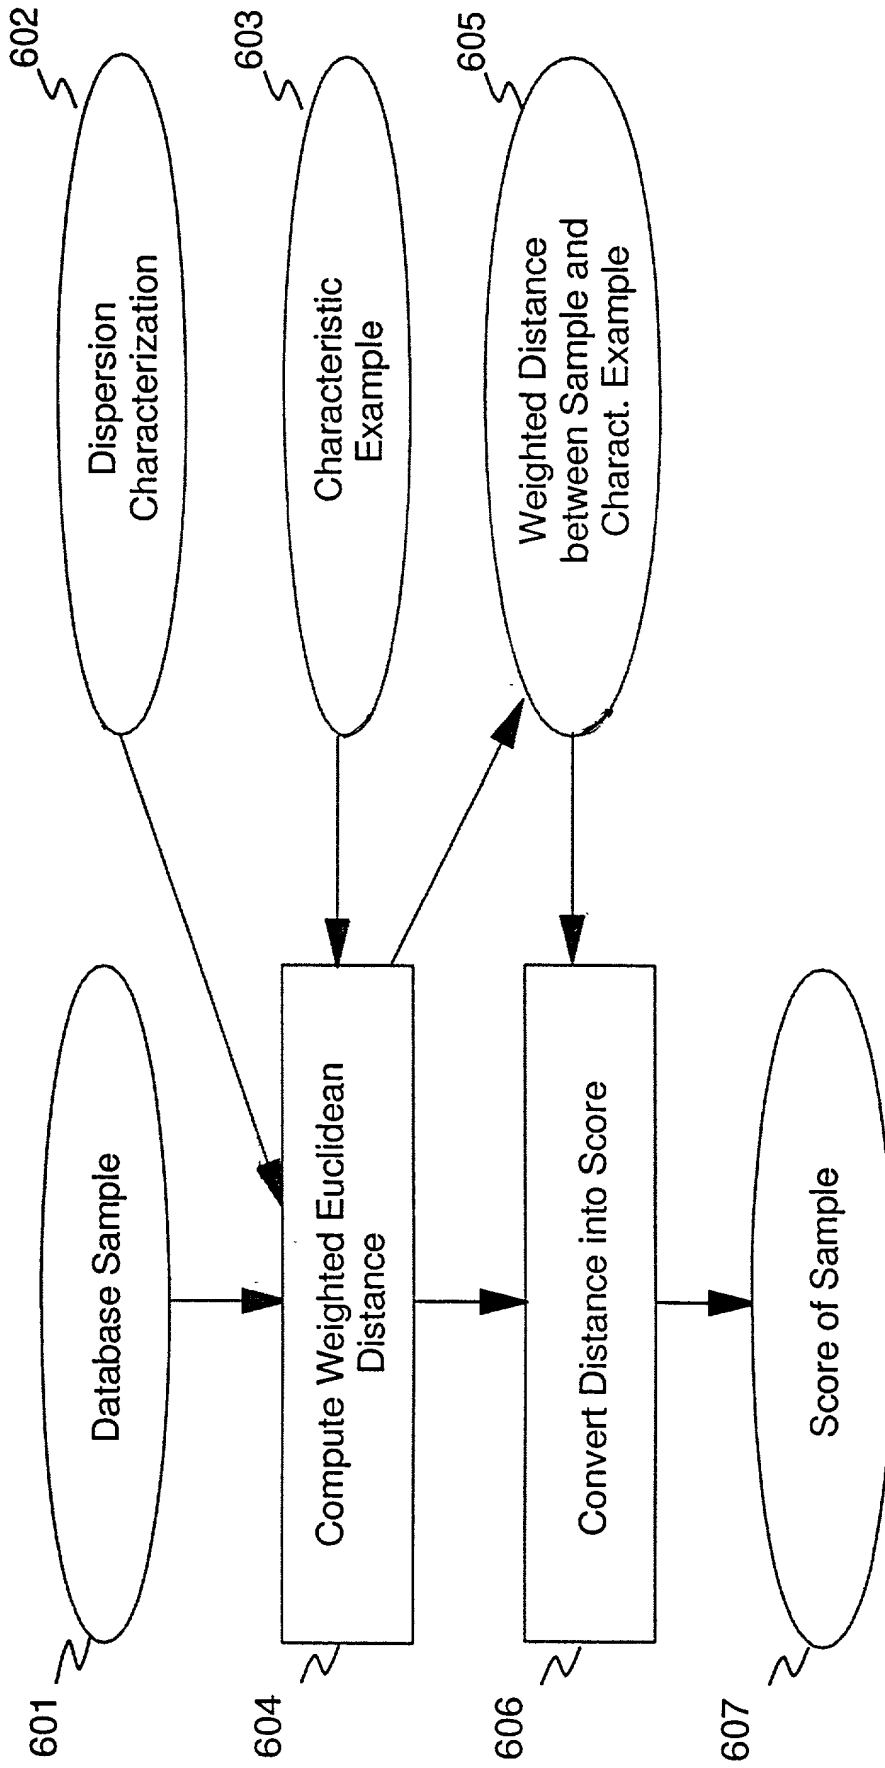 601
Database Sample
602
Dispersion
Characterization
603
Characteristic
Example
604
Compute Weighted Euclidean
Distance
605
Weighted Distance
between Sample and
Charact. Example
606
Convert Distance into Score
607
Score of Sample